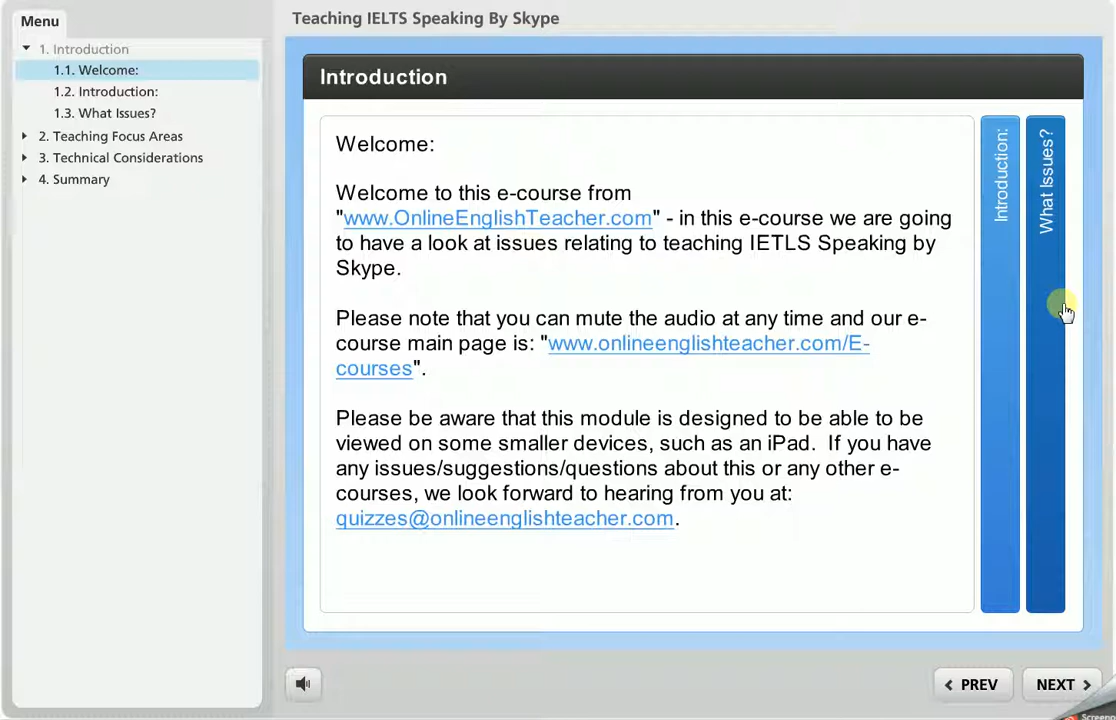 Menu
1. Introduction
1.1. Welcome:
1.2. Introduction:
1.3. What Issues?
2. Teaching Focus Areas
3. Technical Considerations
4. Summary
Teaching IELTS Speaking By Skype
Introduction
Welcome:
Welcome to this e-course from
"www.OnlineEnglishTeacher.com" - in this e-course we are going
to have a look at issues relating to teaching IETLS Speaking by
Skype.
Please note that you can mute the audio at any time and our e-
course main page is: "www.onlineenglishteacher.com/E-
courses".
Please be aware that this module is designed to be able to be
viewed on some smaller devices, such as an iPad.  If you have
any issues/suggestions/questions about this or any other e-
courses, we look forward to hearing from you at:
quizzes@onlineenglishteacher.com.
Introduction:
What Issues?
PREV
NEXT